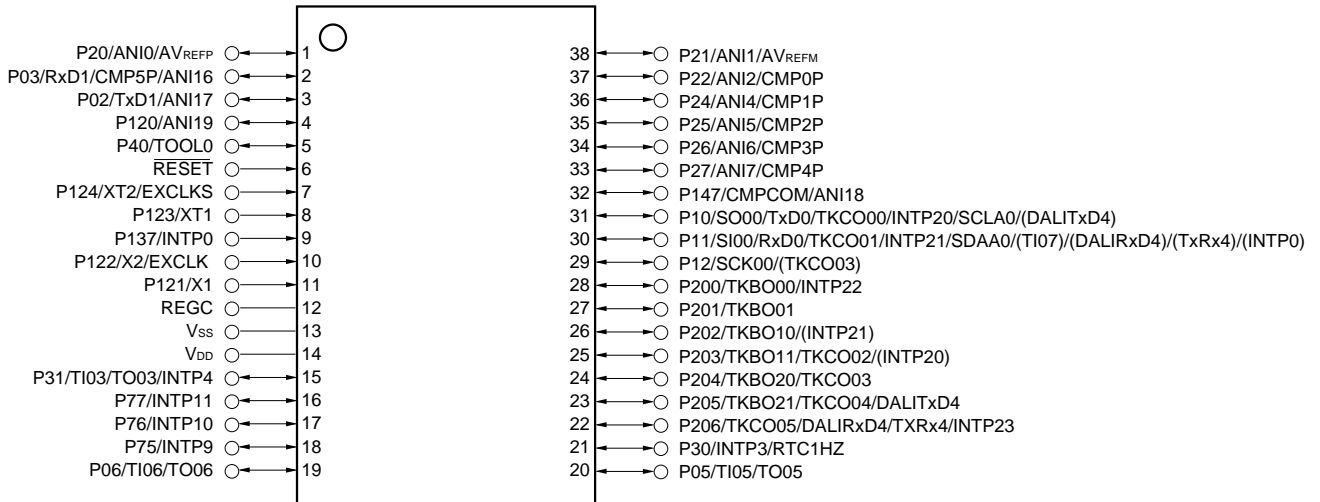 P20/ANI0/AVREFP 1
P03/RxD1/CMP5P/ANI16 2
P02/TxD1/ANI17 3
P120/ANI19 4
P40/TOOL0 5
RESET 6
P124/XT2/EXCLKS 7
P123/XT1 8
P137/INTP0 9
P122/X2/EXCLK 10
P121/X1 11
REGC 12
VSS 13
VDD 14
P31/TI03/TO03/INTP4 15
P77/INTP11 16
P76/INTP10 17
P75/INTP9 18
P06/TI06/TO06 19
38 P21/ANI1/AVREFM
37 P22/ANI2/CMP0P
36 P24/ANI4/CMP1P
35 P25/ANI5/CMP2P
34 P26/ANI6/CMP3P
33 P27/ANI7/CMP4P
32 P147/CMPCOM/ANI18
31 P10/SO00/TxD0/TKCO00/INTP20/SCLA0/(DALITxD4)
30 P11/SI00/RxD0/TKCO01/INTP21/SDAA0/(TI07)/(DALIRxD4)/(TxRx4)/(INTP0)
29 P12/SCK00/(TKCO03)
28 P200/TKBO00/INTP22
27 P201/TKBO01
26 P202/TKBO10/(INTP21)
25 P203/TKBO11/TKCO02/(INTP20)
24 P204/TKBO20/TKCO03
23 P205/TKBO21/TKCO04/DALITxD4
22 P206/TKCO05/DALIRxD4/TXRx4/INTP23
21 P30/INTP3/RTC1HZ
20 P05/TI05/TO05